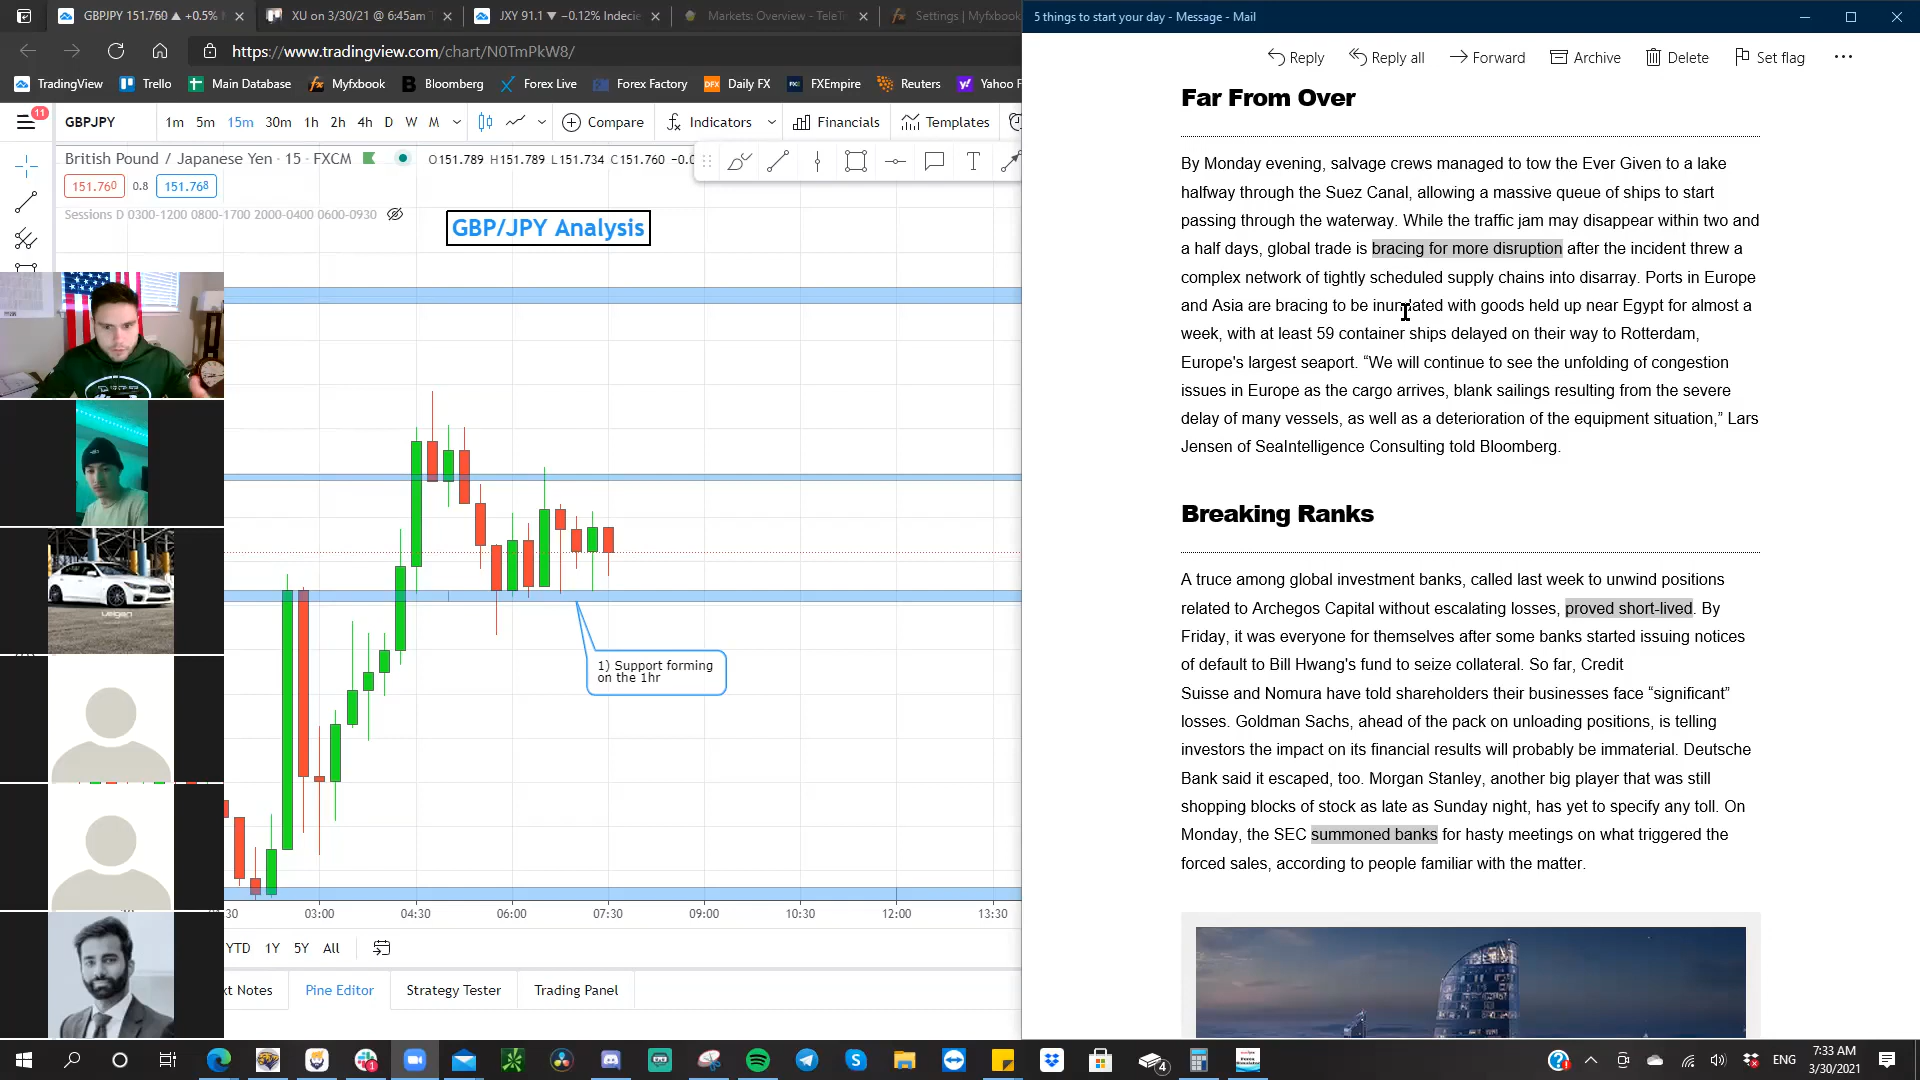 GBPJPY 151.760 ▲ +0.5%
XU on 3/30/21 @ 6:45am
JXY 91.1 ▼ −0.12% Indecie
Markets: Overview - TeleT
Settings | Myfxbook
https://www.tradingview.com/chart/N0TmPkW8/
TradingView
Trello
Main Database
Myfxbook
Bloomberg
Forex Live
Forex Factory
Daily FX
FXEmpire
Reuters
Yahoo F
11
GBPJPY
1m 5m 15m 30m 1h 2h 4h D W M
Compare
Indicators
Financials
Templates
British Pound / Japanese Yen · 15 · FXCM
O151.789 H151.789 L151.734 C151.760 −0.0
151.760
0.8
151.768
Sessions D 0300-1200 0800-1700 2000-0400 0600-0930
GBP/JPY Analysis
1) Support forming
on the 1hr
:30 03:00 04:30 06:00 07:30 09:00 10:30 12:00 13:30
YTD 1Y 5Y All
xt Notes
Pine Editor
Strategy Tester
Trading Panel
5 things to start your day - Message - Mail
Reply
Reply all
Forward
Archive
Delete
Set flag
Far From Over
By Monday evening, salvage crews managed to tow the Ever Given to a lake
halfway through the Suez Canal, allowing a massive queue of ships to start
passing through the waterway. While the traffic jam may disappear within two and
a half days, global trade is bracing for more disruption after the incident threw a
complex network of tightly scheduled supply chains into disarray. Ports in Europe
and Asia are bracing to be inundated with goods held up near Egypt for almost a
week, with at least 59 container ships delayed on their way to Rotterdam,
Europe's largest seaport. “We will continue to see the unfolding of congestion
issues in Europe as the cargo arrives, blank sailings resulting from the severe
delay of many vessels, as well as a deterioration of the equipment situation,” Lars
Jensen of SeaIntelligence Consulting told Bloomberg.
Breaking Ranks
A truce among global investment banks, called last week to unwind positions
related to Archegos Capital without escalating losses, proved short-lived. By
Friday, it was everyone for themselves after some banks started issuing notices
of default to Bill Hwang's fund to seize collateral. So far, Credit
Suisse and Nomura have told shareholders their businesses face “significant”
losses. Goldman Sachs, ahead of the pack on unloading positions, is telling
investors the impact on its financial results will probably be immaterial. Deutsche
Bank said it escaped, too. Morgan Stanley, another big player that was still
shopping blocks of stock as late as Sunday night, has yet to specify any toll. On
Monday, the SEC summoned banks for hasty meetings on what triggered the
forced sales, according to people familiar with the matter.
4
ENG
7:33 AM
3/30/2021